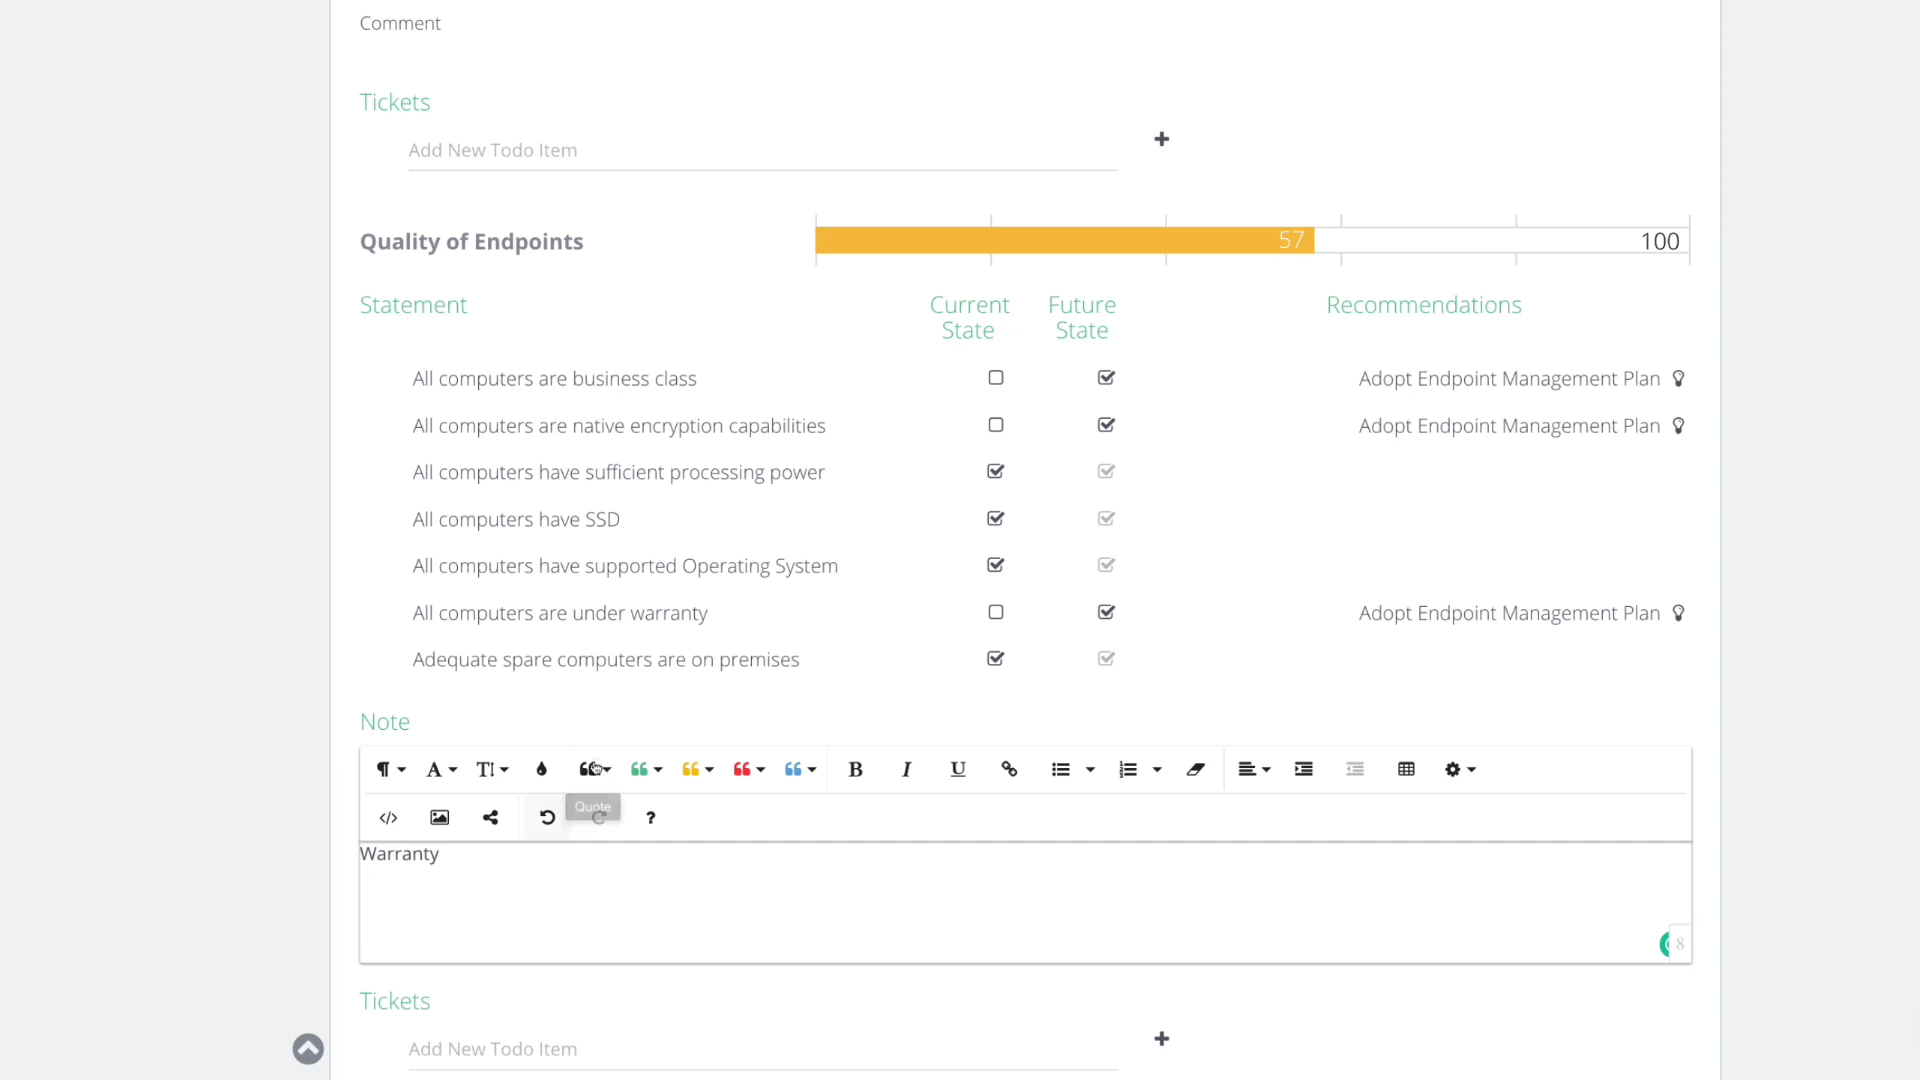 Comment
Tickets
Add New Todo Item
Quality of Endpoints 57 100
Statement Current State Future State Recommendations
All computers are business class Adopt Endpoint Management Plan
All computers are native encryption capabilities Adopt Endpoint Management Plan
All computers have sufficient processing power
All computers have SSD
All computers have supported Operating System
All computers are under warranty Adopt Endpoint Management Plan
Adequate spare computers are on premises
Note
Quote
Warranty
8
Tickets
Add New Todo Item